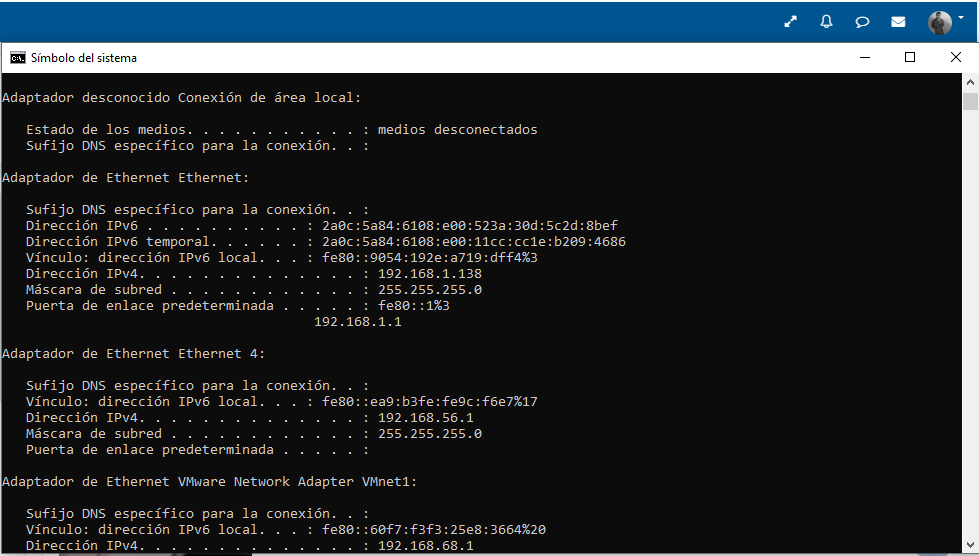 Símbolo del sistema
Adaptador desconocido Conexión de área local:
Estado de los medios. . . . . . . . . . . : medios desconectados
Sufijo DNS específico para la conexión. . :
Adaptador de Ethernet Ethernet:
Sufijo DNS específico para la conexión. . :
Dirección IPv6 . . . . . . . . . . : 2a0c:5a84:6108:e00:523a:30d:5c2d:8bef
Dirección IPv6 temporal. . . . . . : 2a0c:5a84:6108:e00:11cc:cc1e:b209:4686
Vínculo: dirección IPv6 local. . . : fe80::9054:192e:a719:dff4%3
Dirección IPv4. . . . . . . . . . . . . . : 192.168.1.138
Máscara de subred . . . . . . . . . . . . : 255.255.255.0
Puerta de enlace predeterminada . . . . . : fe80::1%3
192.168.1.1
Adaptador de Ethernet Ethernet 4:
Sufijo DNS específico para la conexión. . :
Vínculo: dirección IPv6 local. . . : fe80::ea9:b3fe:fe9c:f6e7%17
Dirección IPv4. . . . . . . . . . . . . . : 192.168.56.1
Máscara de subred . . . . . . . . . . . . : 255.255.255.0
Puerta de enlace predeterminada . . . . . :
Adaptador de Ethernet VMware Network Adapter VMnet1:
Sufijo DNS específico para la conexión. . :
Vínculo: dirección IPv6 local. . . : fe80::60f7:f3f3:25e8:3664%20
Dirección IPv4. . . . . . . . . . . . . . : 192.168.68.1